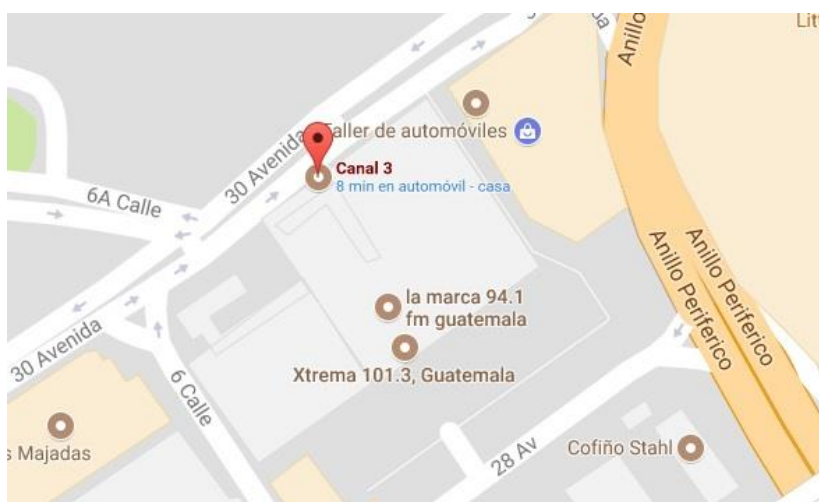 Anillo
Taller de automóviles
30 Avenida
Canal 3
8 min en automóvil - casa
6A Calle
Anillo Periferico
Anillo Periferico
la marca 94.1
fm guatemala
30 Avenida
Xtrema 101.3, Guatemala
6 Calle
Majadas
28 Av
Cofiño Stahl